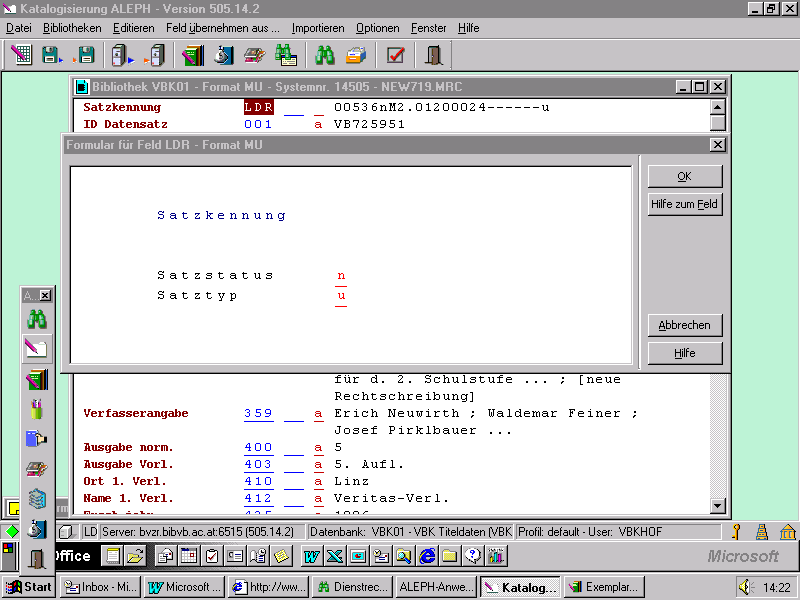 Katalogisierung ALEPH - Version 505.14.2
Datei Bibliotheken Editieren Feld übernehmen aus ... Importieren Optionen Fenster Hilfe
Bibliothek VBK01 - Format MU - Systemnr. 14505 - NEW719.MRC
Satzkennung LDR 00536nM2.01200024------u
ID Datensatz 001 a VB725951
Formular für Feld LDR - Format MU
OK
Hilfe zum Feld
Satzkennung
Satzstatus n
Satztyp u
A...
Abbrechen
Hilfe
für d. 2. Schulstufe ... ; [neue
Rechtschreibung]
Verfasserangabe 359 a Erich Neuwirth ; Waldemar Feiner ;
Josef Pirklbauer ...
Ausgabe norm. 400 a 5
Ausgabe Vorl. 403 a 5. Aufl.
Ort 1. Verl. 410 a Linz
Name 1. Verl. 412 a Veritas-Verl.
LD Server: bvzr.bibvb.ac.at:6515 (505.14.2) Datenbank: VBK01 - VBK Titeldaten (VBK Profil: default - User: VBKHOF
Office Microsoft
Start Inbox - Mi... Microsoft ... http://ww... Dienstrec... ALEPH-Anwe... Katalog... Exemplar... 14:22